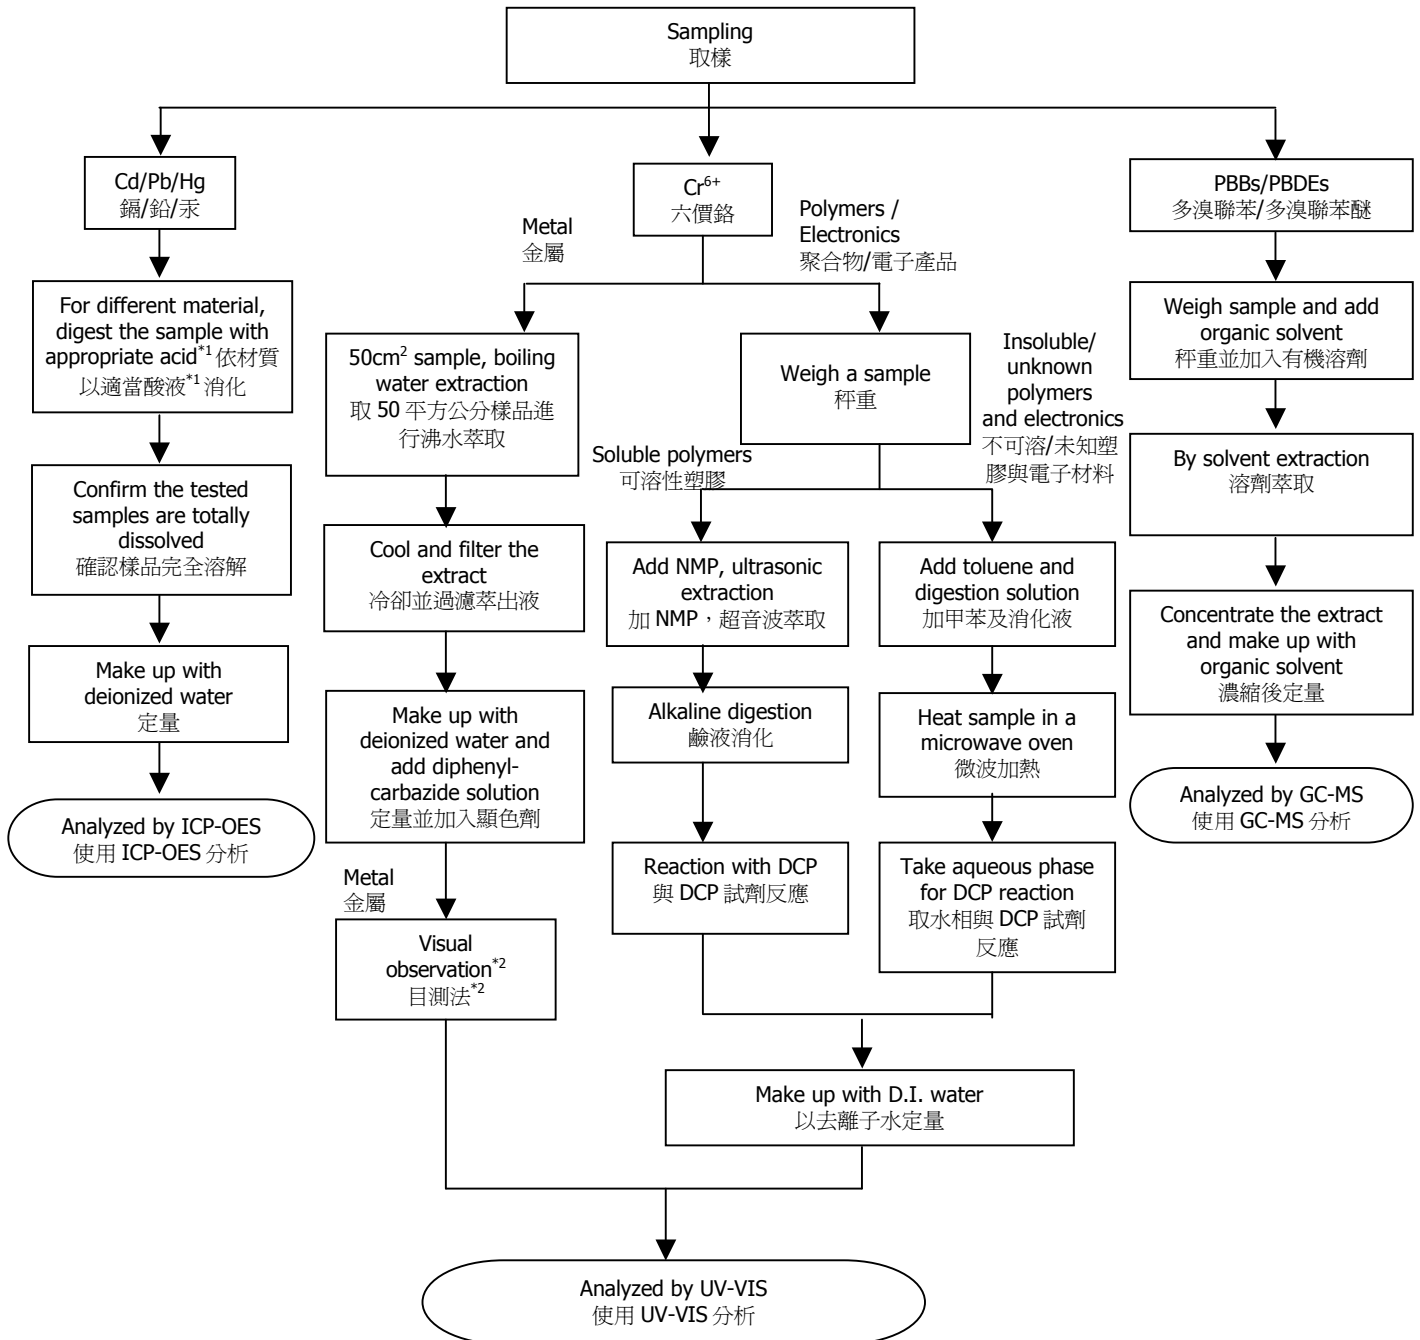 Sampling
取樣
Cd/Pb/Hg
鎘/鉛/汞
Cr6+
六價鉻
PBBs/PBDEs
多溴聯苯/多溴聯苯醚
Metal
金屬
Polymers /
Electronics
聚合物/電子產品
For different material,
digest the sample with
appropriate acid*1 依材質
以適當酸液*1 消化
50cm2 sample, boiling
water extraction
取 50 平方公分樣品進
行沸水萃取
Weigh a sample
秤重
Weigh sample and add
organic solvent
秤重並加入有機溶劑
Soluble polymers
可溶性塑膠
Insoluble/
unknown
polymers
and electronics
不可溶/未知塑
膠與電子材料
Confirm the tested
samples are totally
dissolved
確認樣品完全溶解
Cool and filter the
extract
冷卻並過濾萃出液
Add NMP, ultrasonic
extraction
加 NMP，超音波萃取
Add toluene and
digestion solution
加甲苯及消化液
By solvent extraction
溶劑萃取
Make up with
deionized water
定量
Make up with
deionized water and
add diphenyl-
carbazide solution
定量並加入顯色劑
Alkaline digestion
鹼液消化
Heat sample in a
microwave oven
微波加熱
Concentrate the extract
and make up with
organic solvent
濃縮後定量
Analyzed by ICP-OES
使用 ICP-OES 分析
Metal
金屬
Visual
observation*2
目測法*2
Reaction with DCP
與 DCP 試劑反應
Take aqueous phase
for DCP reaction
取水相與 DCP 試劑
反應
Analyzed by GC-MS
使用 GC-MS 分析
Make up with D.I. water
以去離子水定量
Analyzed by UV-VIS
使用 UV-VIS 分析